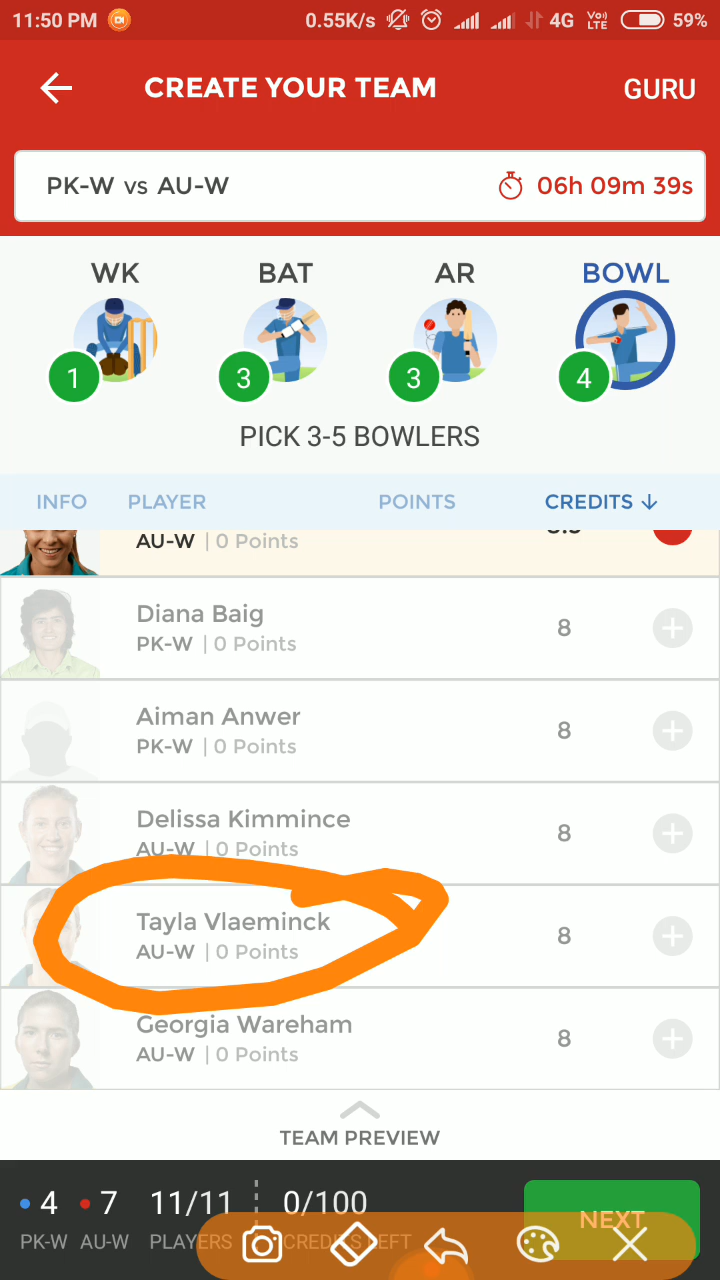 11:50 PM 0.55K/s 4G Vo) LTE 59%
CREATE YOUR TEAM GURU
PK-W vs AU-W 06h 09m 39s
WK BAT AR BOWL
1 3 3 4
PICK 3-5 BOWLERS
INFO PLAYER POINTS CREDITS ↓
AU-W | 0 Points
Diana Baig
PK-W | 0 Points 8 +
Aiman Anwer
PK-W | 0 Points 8 +
Delissa Kimmince
AU-W | 0 Points 8 +
Tayla Vlaeminck
AU-W | 0 Points 8 +
Georgia Wareham
AU-W | 0 Points 8 +
TEAM PREVIEW
4 7 11/11 0/100 NEXT
PK-W AU-W PLAYERS CREDITS LEFT